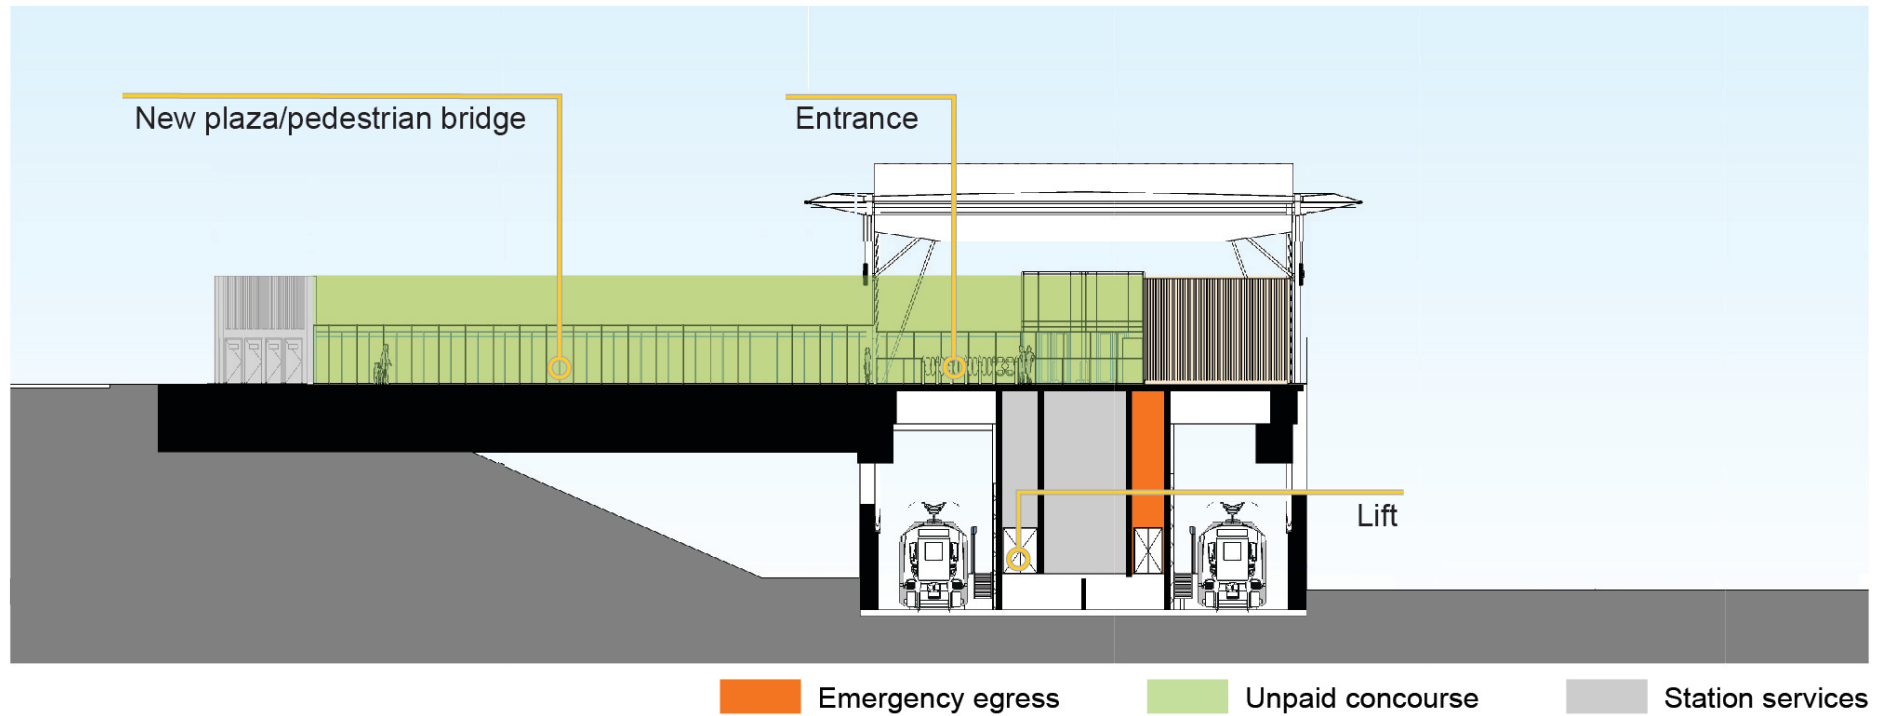 New plaza/pedestrian bridge
Entrance
Lift
Emergency egress
Unpaid concourse
Station services